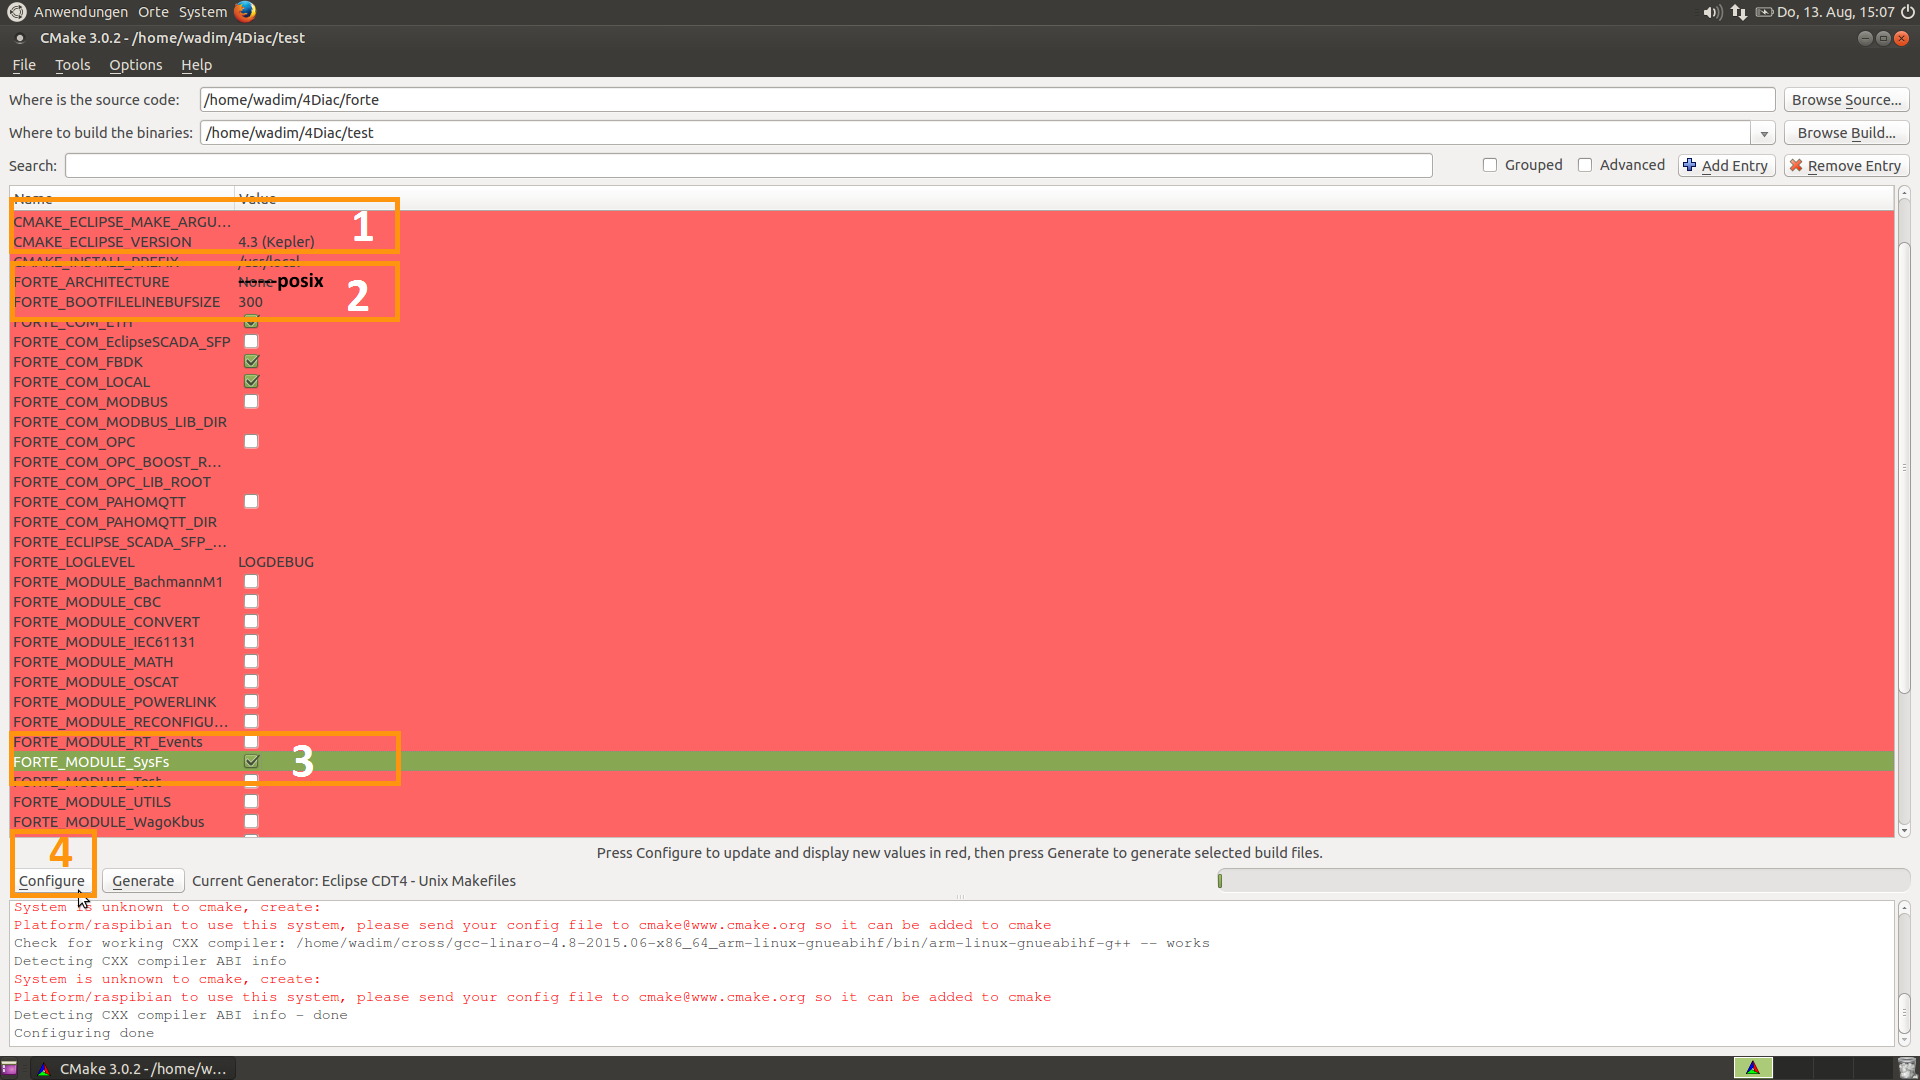 Anwendungen Orte System Do, 13. Aug, 15:07
CMake 3.0.2 - /home/wadim/4Diac/test
File Tools Options Help
Where is the source code: /home/wadim/4Diac/forte Browse Source...
Where to build the binaries: /home/wadim/4Diac/test Browse Build...
Search: Grouped Advanced Add Entry Remove Entry
Name Value
CMAKE_ECLIPSE_MAKE_ARGU... 1
CMAKE_ECLIPSE_VERSION 4.3 (Kepler)
CMAKE_INSTALL_PREFIX /usr/local
FORTE_ARCHITECTURE None posix 2
FORTE_BOOTFILELINEBUFSIZE 300
FORTE_COM_ETH
FORTE_COM_EclipseSCADA_SFP
FORTE_COM_FBDK
FORTE_COM_LOCAL
FORTE_COM_MODBUS
FORTE_COM_MODBUS_LIB_DIR
FORTE_COM_OPC
FORTE_COM_OPC_BOOST_R...
FORTE_COM_OPC_LIB_ROOT
FORTE_COM_PAHOMQTT
FORTE_COM_PAHOMQTT_DIR
FORTE_ECLIPSE_SCADA_SFP_...
FORTE_LOGLEVEL LOGDEBUG
FORTE_MODULE_BachmannM1
FORTE_MODULE_CBC
FORTE_MODULE_CONVERT
FORTE_MODULE_IEC61131
FORTE_MODULE_MATH
FORTE_MODULE_OSCAT
FORTE_MODULE_POWERLINK
FORTE_MODULE_RECONFIGU...
FORTE_MODULE_RT_Events
FORTE_MODULE_SysFs 3
FORTE_MODULE_Test
FORTE_MODULE_UTILS
FORTE_MODULE_WagoKbus
4 Press Configure to update and display new values in red, then press Generate to generate selected build files.
Configure Generate Current Generator: Eclipse CDT4 - Unix Makefiles
System is unknown to cmake, create:
Platform/raspibian to use this system, please send your config file to cmake@www.cmake.org so it can be added to cmake
Check for working CXX compiler: /home/wadim/cross/gcc-linaro-4.8-2015.06-x86_64_arm-linux-gnueabihf/bin/arm-linux-gnueabihf-g++ -- works
Detecting CXX compiler ABI info
System is unknown to cmake, create:
Platform/raspibian to use this system, please send your config file to cmake@www.cmake.org so it can be added to cmake
Detecting CXX compiler ABI info - done
Configuring done
CMake 3.0.2 - /home/w...